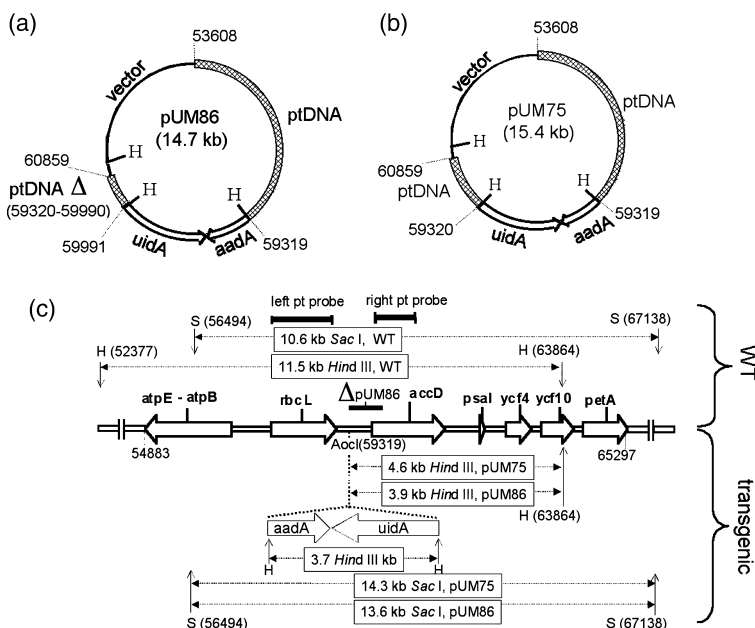 (a)
53608
vector
pUM86
(14.7 kb)
ptDNA
H
60859
ptDNA Δ
(59320-59990)
H
H
59991
uidA
aadA
59319
(b)
53608
vector
pUM75
(15.4 kb)
ptDNA
H
60859
ptDNA
H
H
59320
uidA
aadA
59319
(c)
left pt probe
right pt probe
S (56494)
S (67138)
10.6 kb Sac I, WT
H (52377)
H (63864)
11.5 kb Hind III, WT
WT
ΔpUM86
atpE - atpB
rbcL
accD
psaI
ycf4
ycf10
petA
54883
AocI(59319)
65297
4.6 kb Hind III, pUM75
3.9 kb Hind III, pUM86
H (63864)
aadA
uidA
3.7 Hind III kb
H
H
14.3 kb Sac I, pUM75
13.6 kb Sac I, pUM86
S (56494)
S (67138)
transgenic